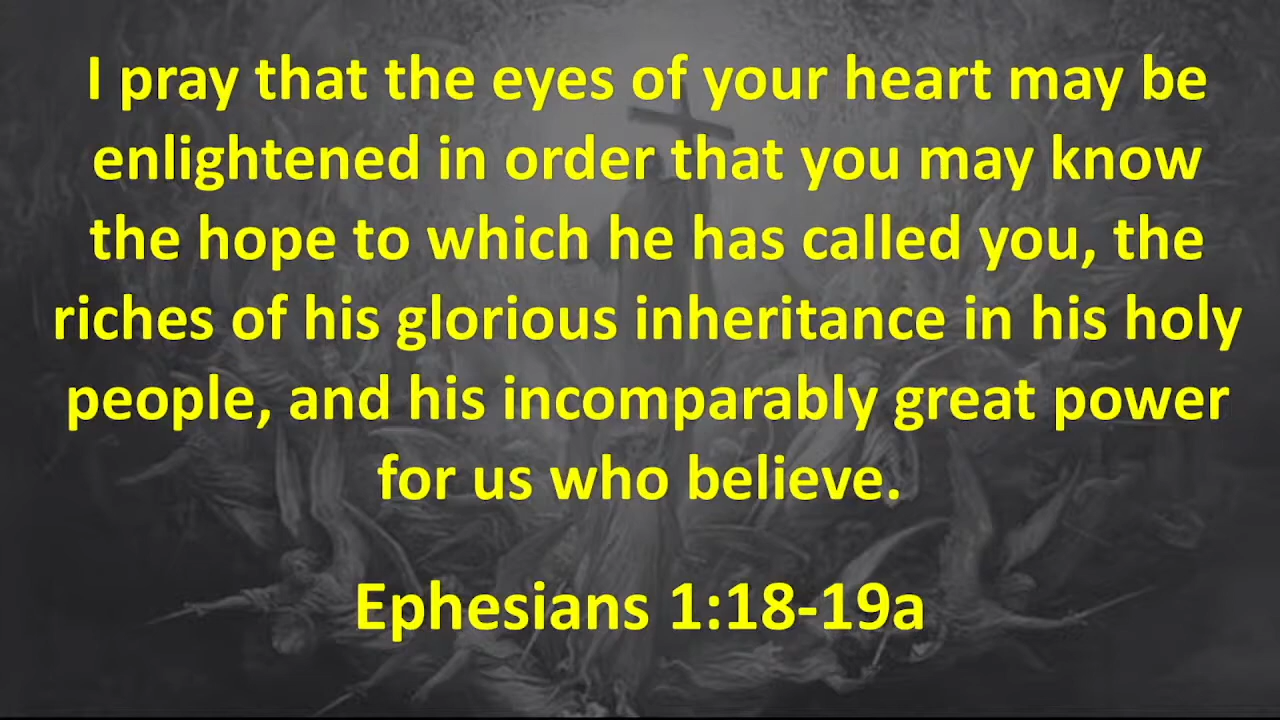 I pray that the eyes of your heart may be
enlightened in order that you may know
the hope to which he has called you, the
riches of his glorious inheritance in his holy
people, and his incomparably great power
for us who believe.
Ephesians 1:18-19a